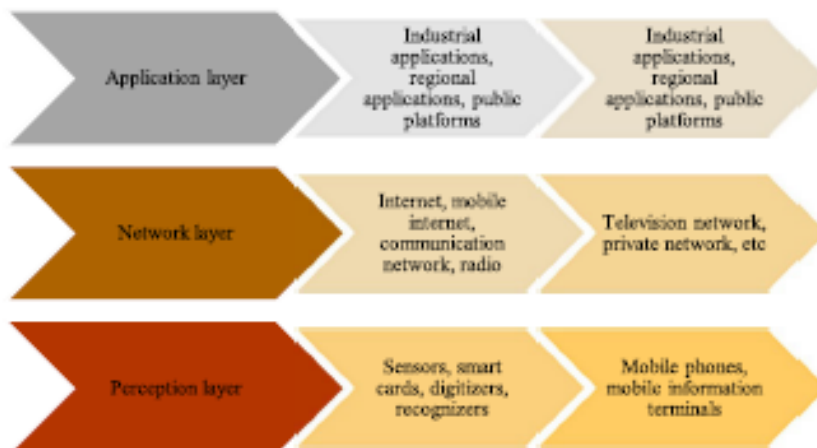 Application layer
Industrial
applications,
regional
applications, public
platforms
Industrial
applications,
regional
applications, public
platforms
Network layer
Internet, mobile
internet,
communication
network, radio
Television network,
private network, etc
Perception layer
Sensors, smart
cards, digitizers,
recognizers
Mobile phones,
mobile information
terminals